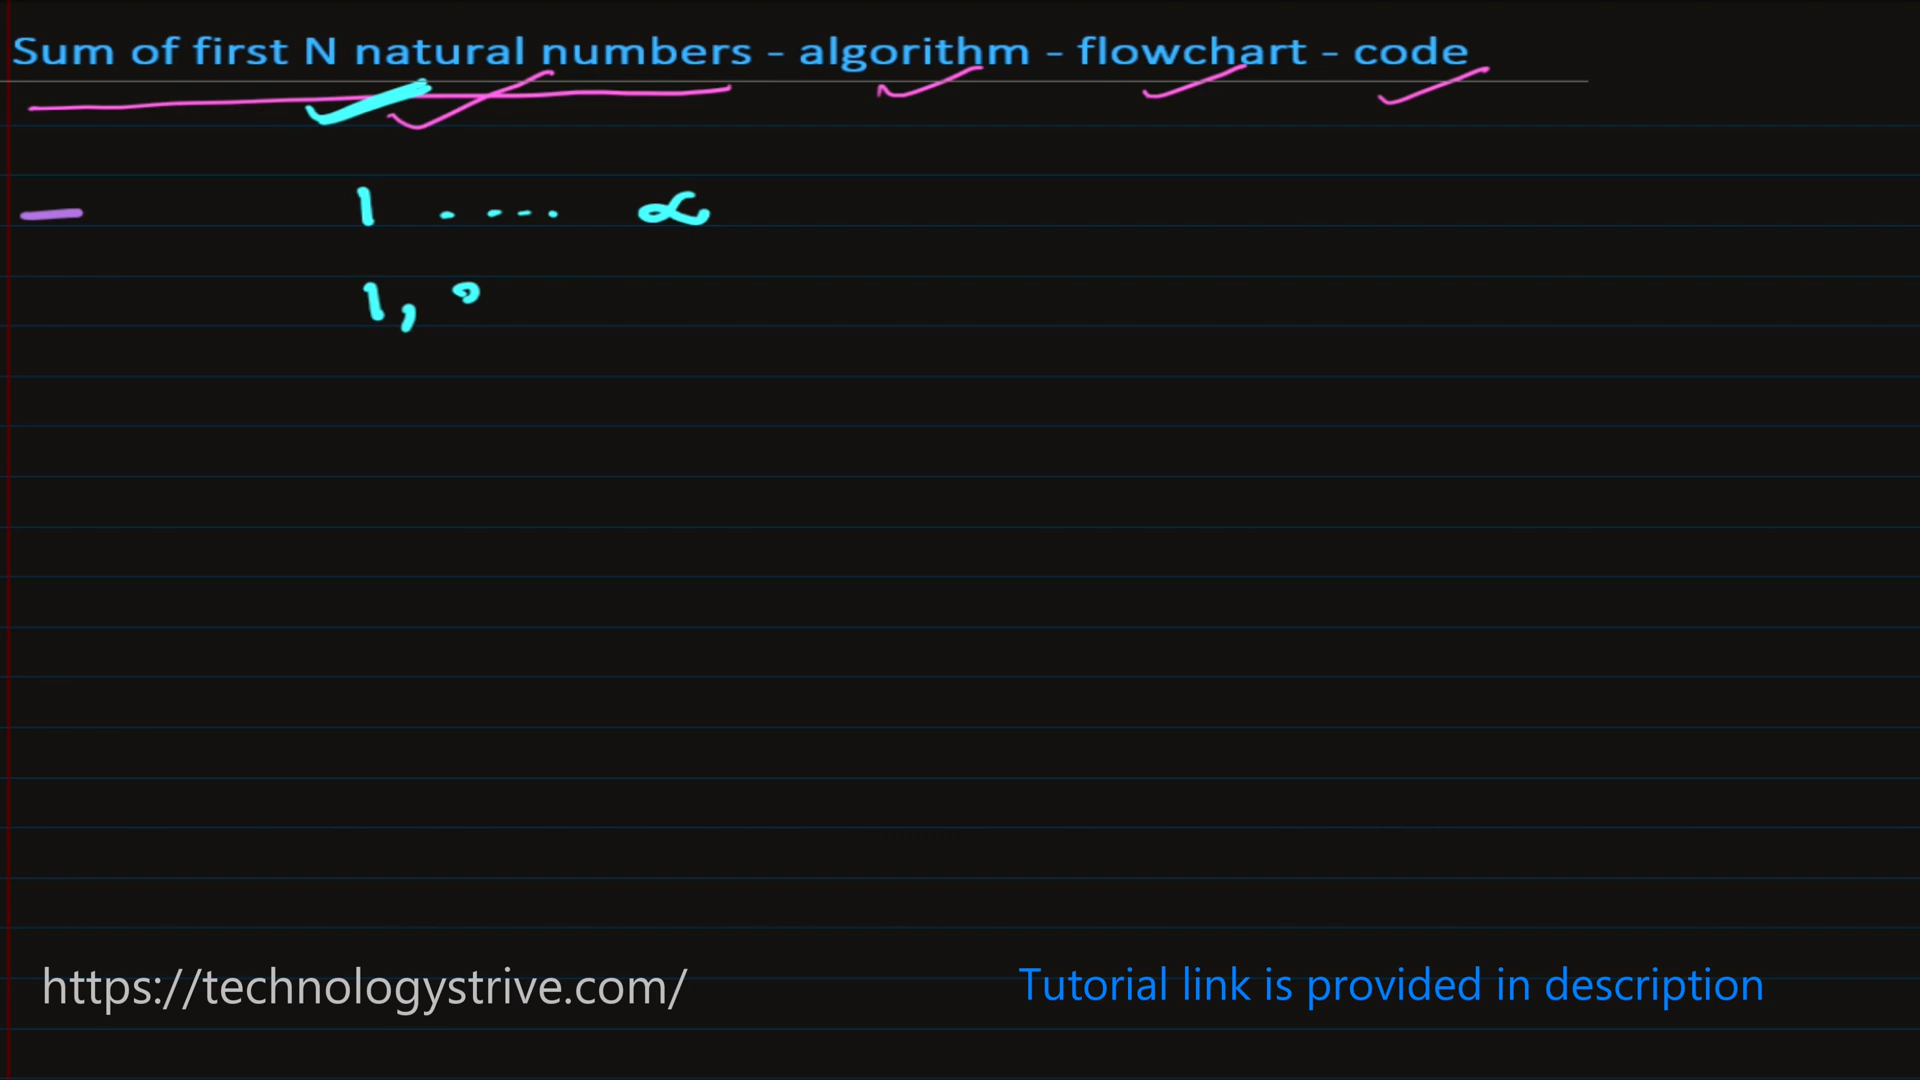 Sum of first N natural numbers - algorithm - flowchart - code
1 .... ∝
1,
https://technologystrive.com/
Tutorial link is provided in description